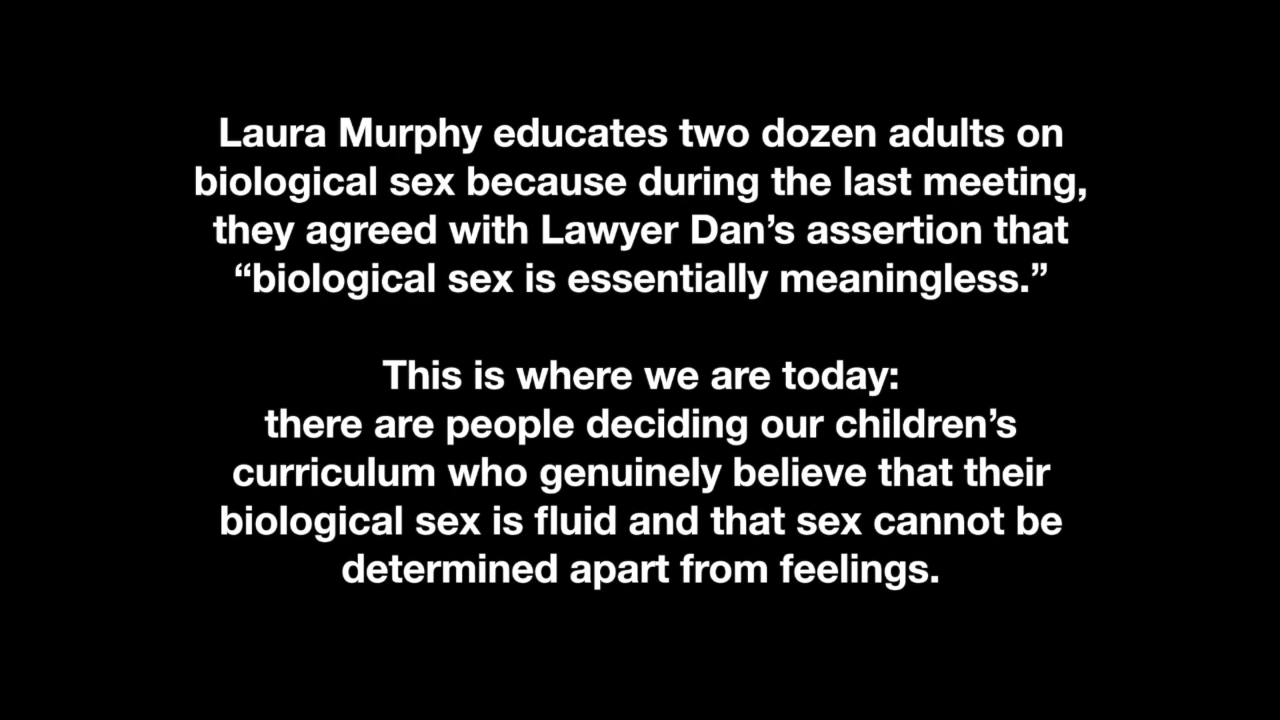 Laura Murphy educates two dozen adults on
biological sex because during the last meeting,
they agreed with Lawyer Dan’s assertion that
“biological sex is essentially meaningless.”
This is where we are today:
there are people deciding our children’s
curriculum who genuinely believe that their
biological sex is fluid and that sex cannot be
determined apart from feelings.